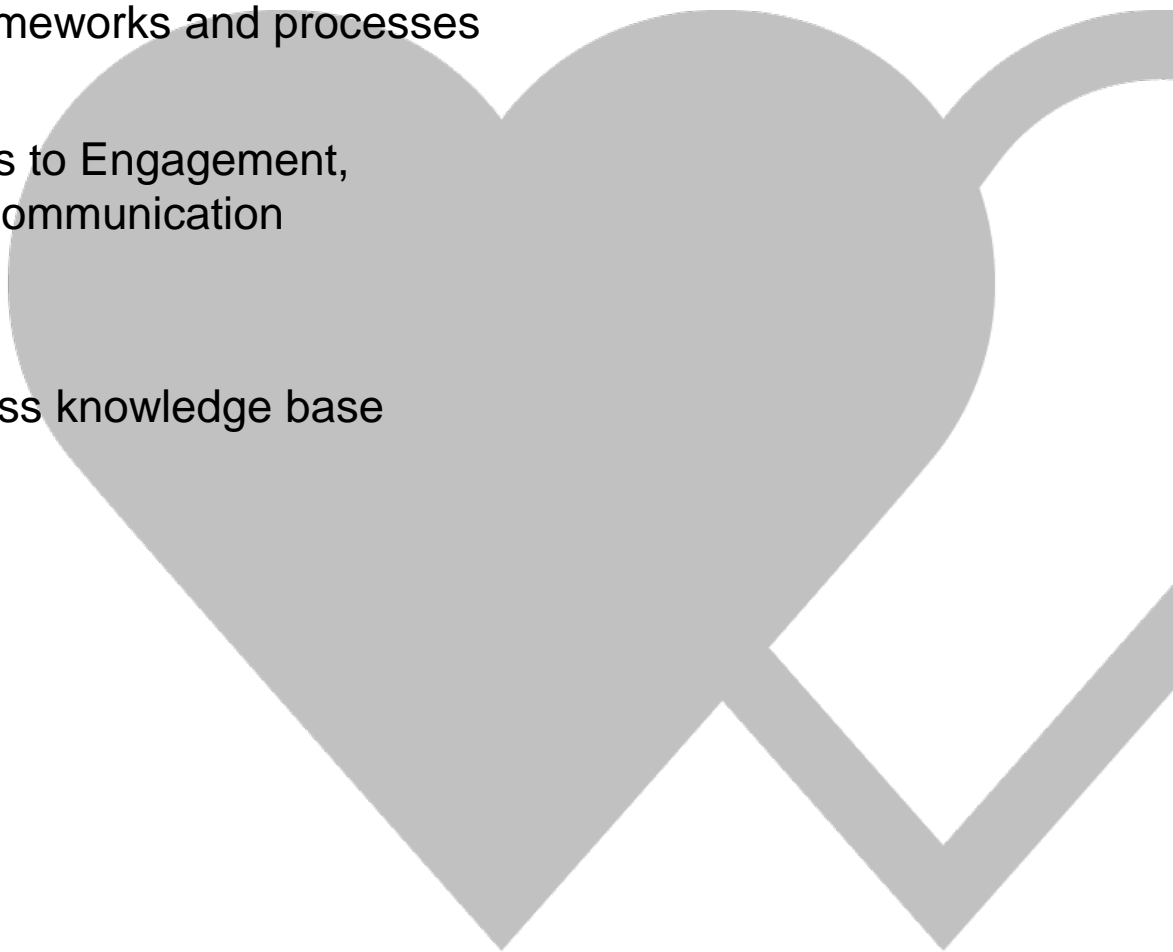 meworks and processes
s to Engagement,
ommunication
ss knowledge base